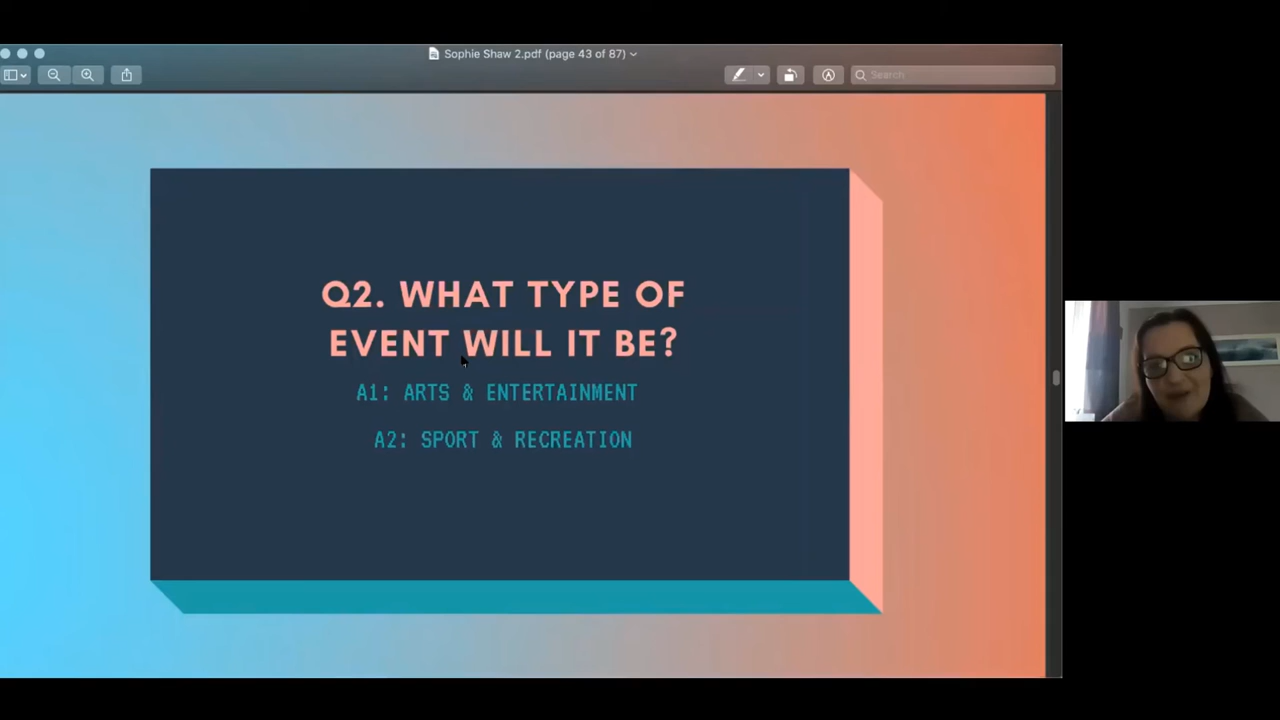 Sophie Shaw 2.pdf (page 43 of 87)
Search
Q2. WHAT TYPE OF
EVENT WILL IT BE?
A1: ARTS & ENTERTAINMENT
A2: SPORT & RECREATION